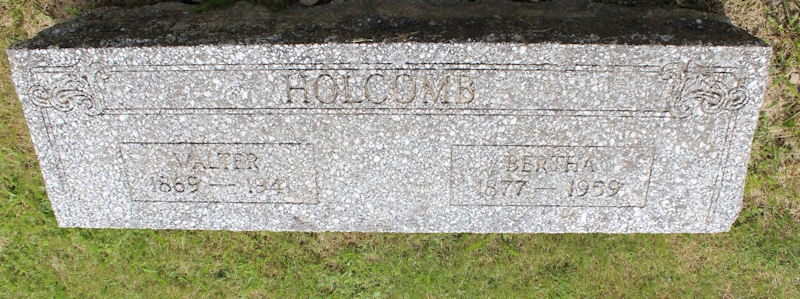 HOLCOMB
WALTER
1869 — 1941
BERTHA
1877 — 1959